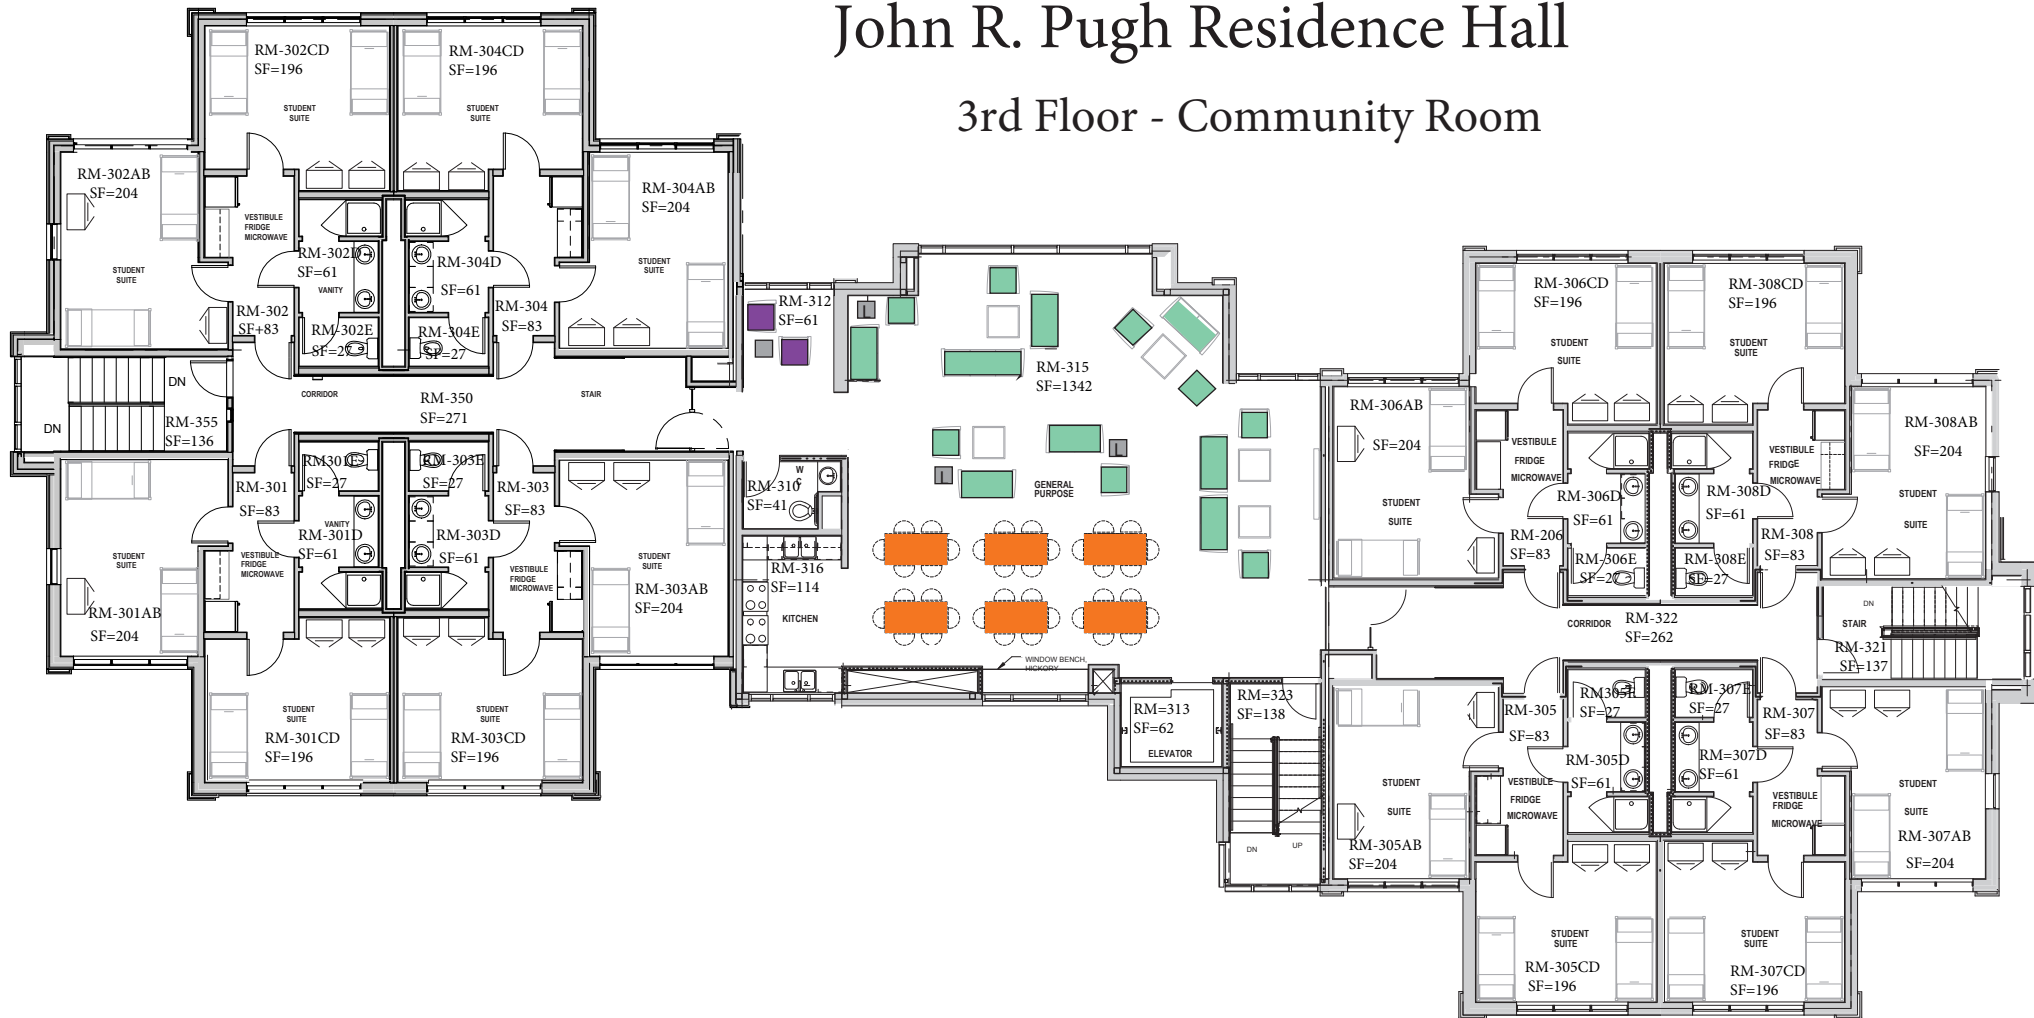 John R. Pugh Residence Hall
3rd Floor - Community Room
RM-302CD
SF=196
STUDENT
SUITE
RM-304CD
SF=196
STUDENT
SUITE
RM-302AB
SF=204
STUDENT
SUITE
VESTIBULE
FRIDGE
MICROWAVE
RM-302D
SF=61
VANITY
RM-304D
SF=61
RM-304AB
SF=204
STUDENT
SUITE
RM-302
SF+83
RM-302E
SF=27
RM-304E
SF=27
RM-304
SF=83
DN
DN
RM-355
SF=136
CORRIDOR
RM-350
SF=271
STAIR
RM-301
SF=83
RM301E
SF=27
RM-303E
SF=27
RM-303
SF=83
VANITY
RM-301D
SF=61
RM-303D
SF=61
STUDENT
SUITE
RM-301AB
SF=204
VESTIBULE
FRIDGE
MICROWAVE
VESTIBULE
FRIDGE
MICROWAVE
STUDENT
SUITE
RM-303AB
SF=204
STUDENT
SUITE
RM-301CD
SF=196
STUDENT
SUITE
RM-303CD
SF=196
RM-312
SF=61
RM-315
SF=1342
GENERAL
PURPOSE
W
C
RM-310
SF=41
RM-316
SF=114
KITCHEN
WINDOW BENCH,
HICKORY
RM=313
SF=62
ELEVATOR
RM=323
SF=138
DN
UP
RM-306CD
SF=196
STUDENT
SUITE
RM-308CD
SF=196
STUDENT
SUITE
RM-306AB
SF=204
STUDENT
SUITE
VESTIBULE
FRIDGE
MICROWAVE
RM-306D
SF=61
RM-308D
SF=61
VESTIBULE
FRIDGE
MICROWAVE
RM-308AB
SF=204
STUDENT
SUITE
RM-206
SF=83
RM-306E
SF=27
RM-308E
SF=27
RM-308
SF=83
CORRIDOR
RM-322
SF=262
DN
STAIR
RM-321
SF=137
RM-305
SF=83
RM305E
SF=27
RM-307E
SF=27
RM-307
SF=83
RM-305D
SF=61
RM=307D
SF=61
STUDENT
SUITE
RM-305AB
SF=204
VESTIBULE
FRIDGE
MICROWAVE
VESTIBULE
FRIDGE
MICROWAVE
STUDENT
SUITE
RM-307AB
SF=204
STUDENT
SUITE
RM-305CD
SF=196
STUDENT
SUITE
RM-307CD
SF=196